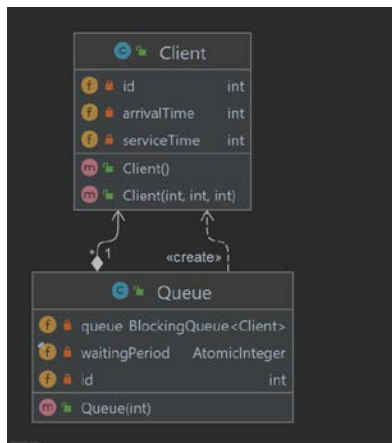 Client
id int
arrivalTime int
serviceTime int
Client()
Client(int, int, int)
* 1
«create»
Queue
queue BlockingQueue<Client>
waitingPeriod AtomicInteger
id int
Queue(int)